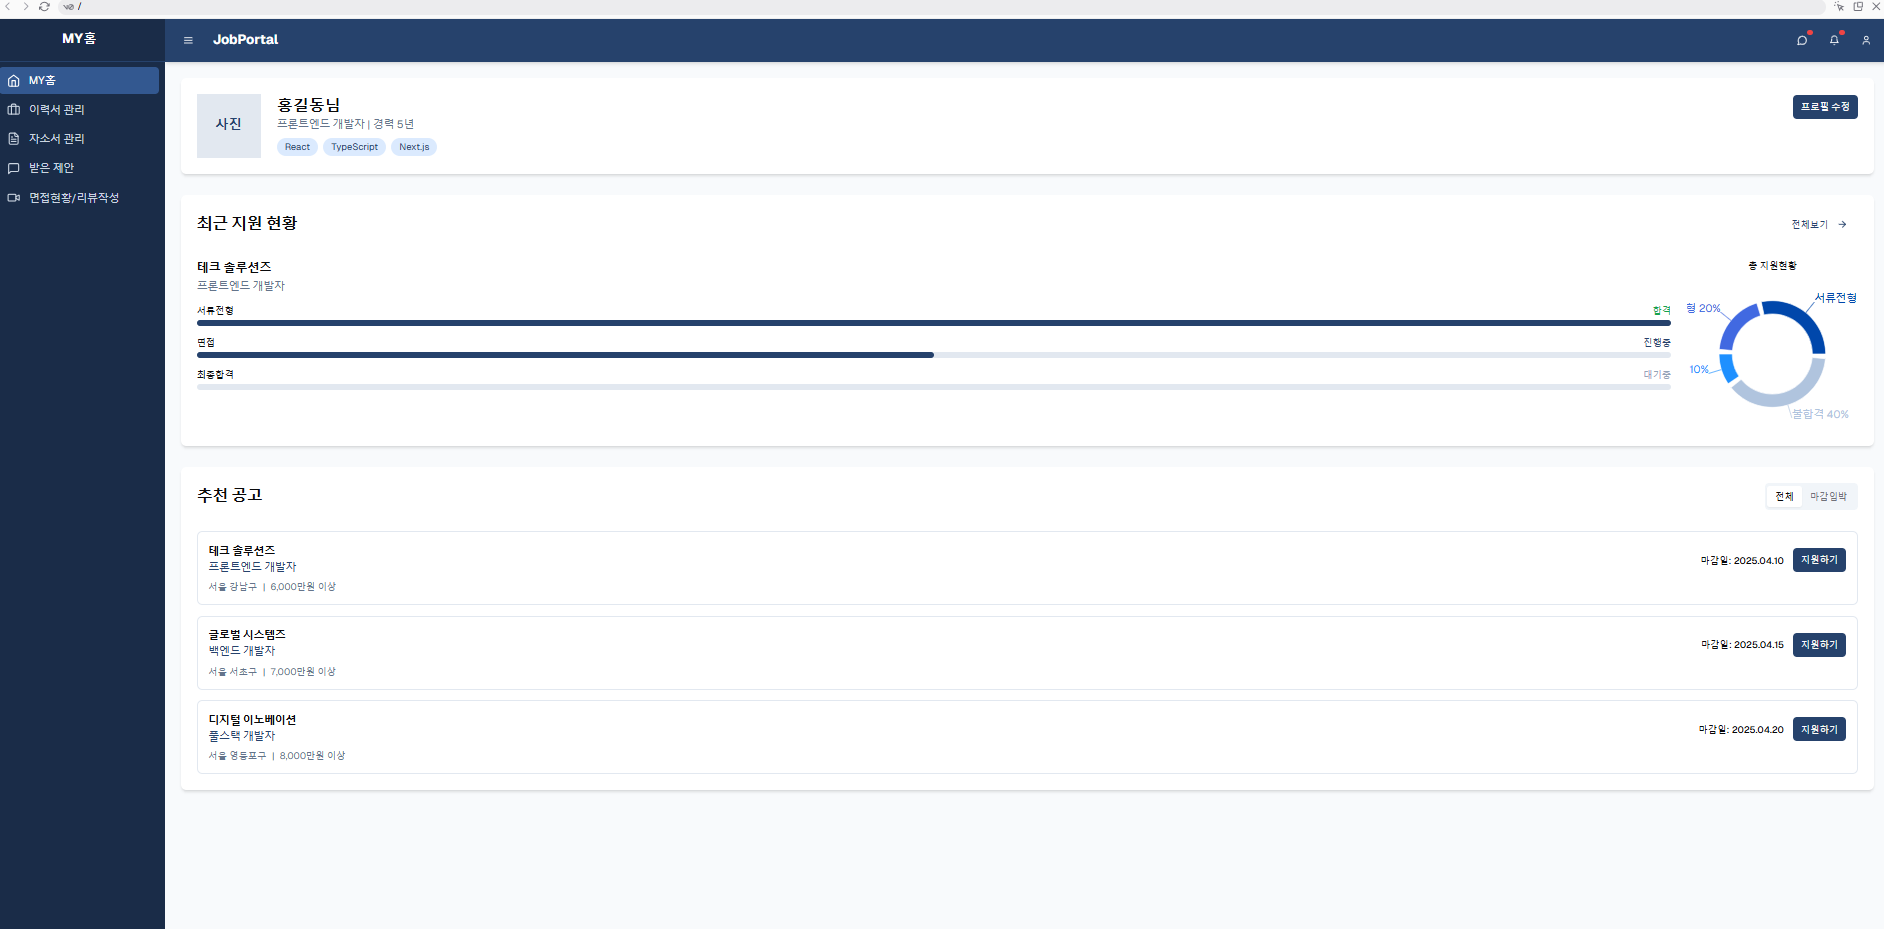 /
MY홈
JobPortal
MY홈
이력서 관리
자소서 관리
받은 제안
면접현황/리뷰작성
사진
홍길동님
프론트엔드 개발자 | 경력 5년
React TypeScript Next.js
프로필 수정
최근 지원 현황
전체보기
테크 솔루션즈
프론트엔드 개발자
서류전형 합격
면접 진행중
최종합격 대기중
총 지원현황
서류전형
형 20%
10%
불합격 40%
추천 공고
전체 마감임박
테크 솔루션즈
프론트엔드 개발자
서울 강남구 | 6,000만원 이상
마감일: 2025.04.10 지원하기
글로벌 시스템즈
백엔드 개발자
서울 서초구 | 7,000만원 이상
마감일: 2025.04.15 지원하기
디지털 이노베이션
풀스택 개발자
서울 영등포구 | 8,000만원 이상
마감일: 2025.04.20 지원하기